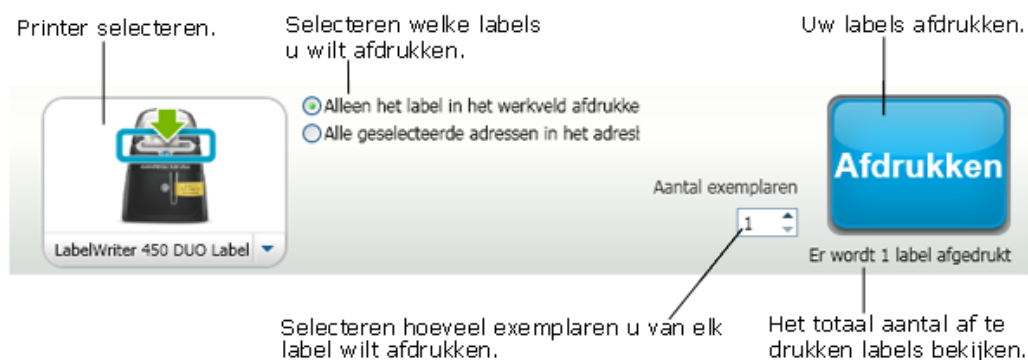 Printer selecteren.
Selecteren welke labels
u wilt afdrukken.
Uw labels afdrukken.
Alleen het label in het werkveld afdrukke
Alle geselecteerde adressen in het adres
Afdrukken
Aantal exemplaren
1
LabelWriter 450 DUO Label
Er wordt 1 label afgedrukt
Selecteren hoeveel exemplaren u van elk
label wilt afdrukken.
Het totaal aantal af te
drukken labels bekijken.